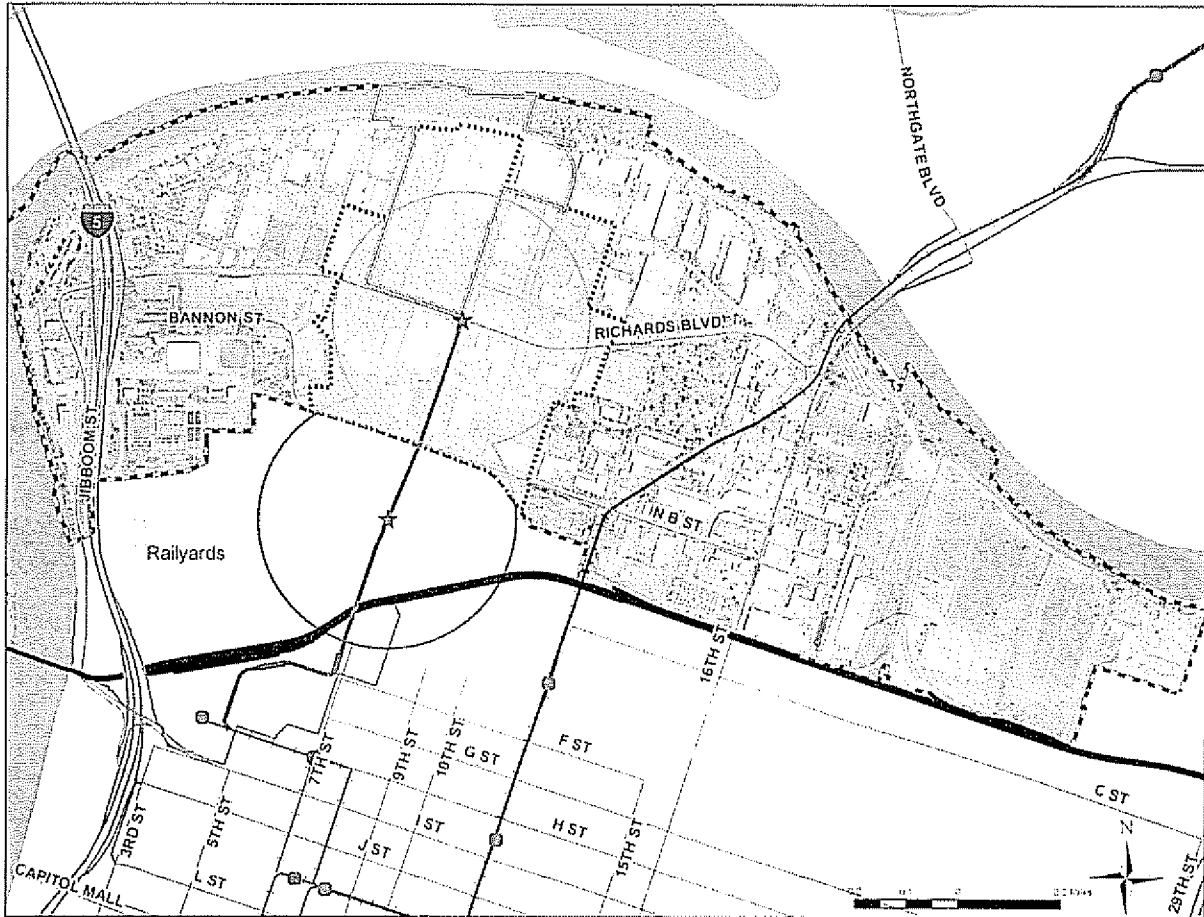 NORTHGATE BLVD
5
BANNON ST
RICHARDS BLVD
JIBBOOM ST
N B ST
Railyards
16TH ST
7TH ST
9TH ST
10TH ST
F ST
G ST
C ST
3RD ST
5TH ST
I ST
H ST
15TH ST
J ST
N
CAPITOL MALL
L ST
29TH ST